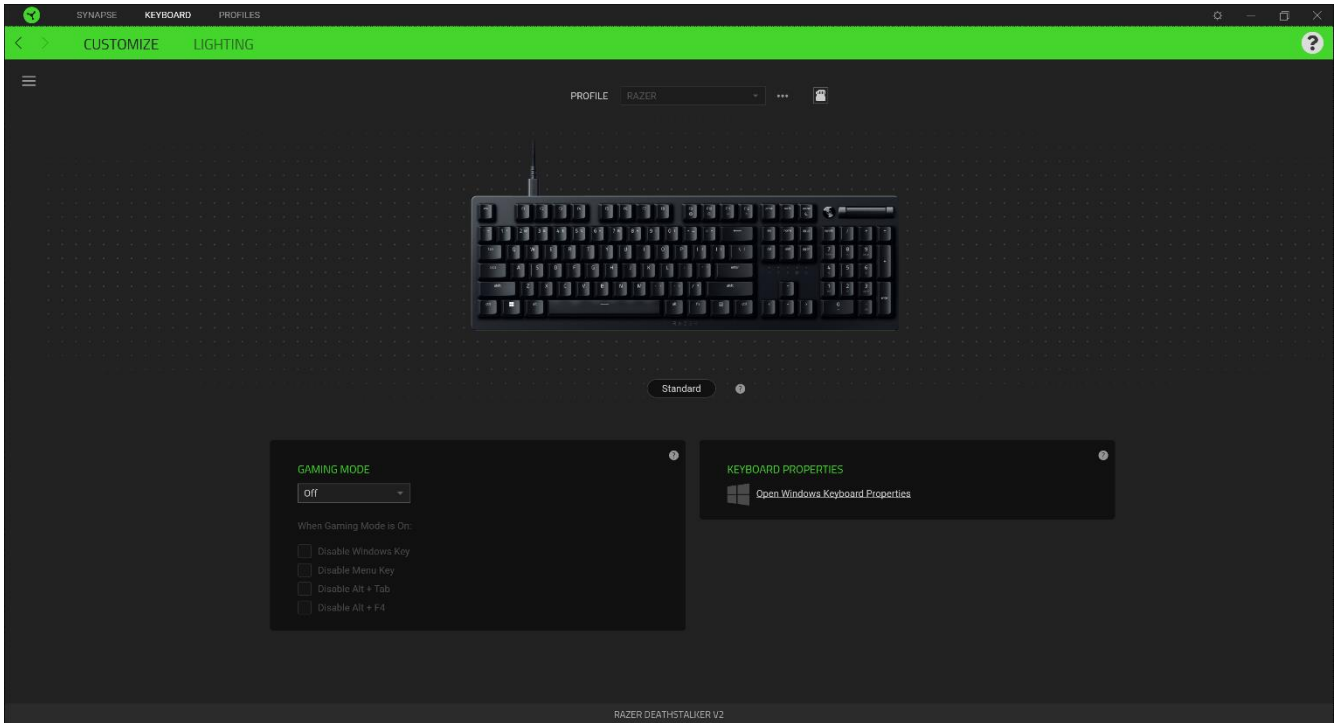 SYNAPSE KEYBOARD PROFILES
CUSTOMIZE LIGHTING
?
PROFILE RAZER
Standard ?
GAMING MODE ?
Off
When Gaming Mode is On:
Disable Windows Key
Disable Menu Key
Disable Alt + Tab
Disable Alt + F4
KEYBOARD PROPERTIES ?
Open Windows Keyboard Properties
RAZER DEATHSTALKER V2